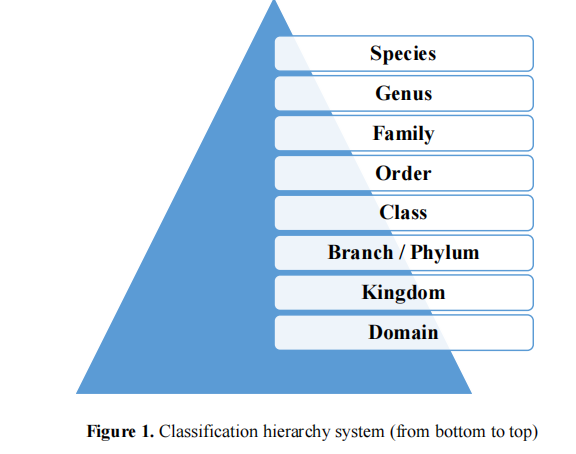 Species
Genus
Family
Order
Class
Branch / Phylum
Kingdom
Domain
Figure 1. Classification hierarchy system (from bottom to top)